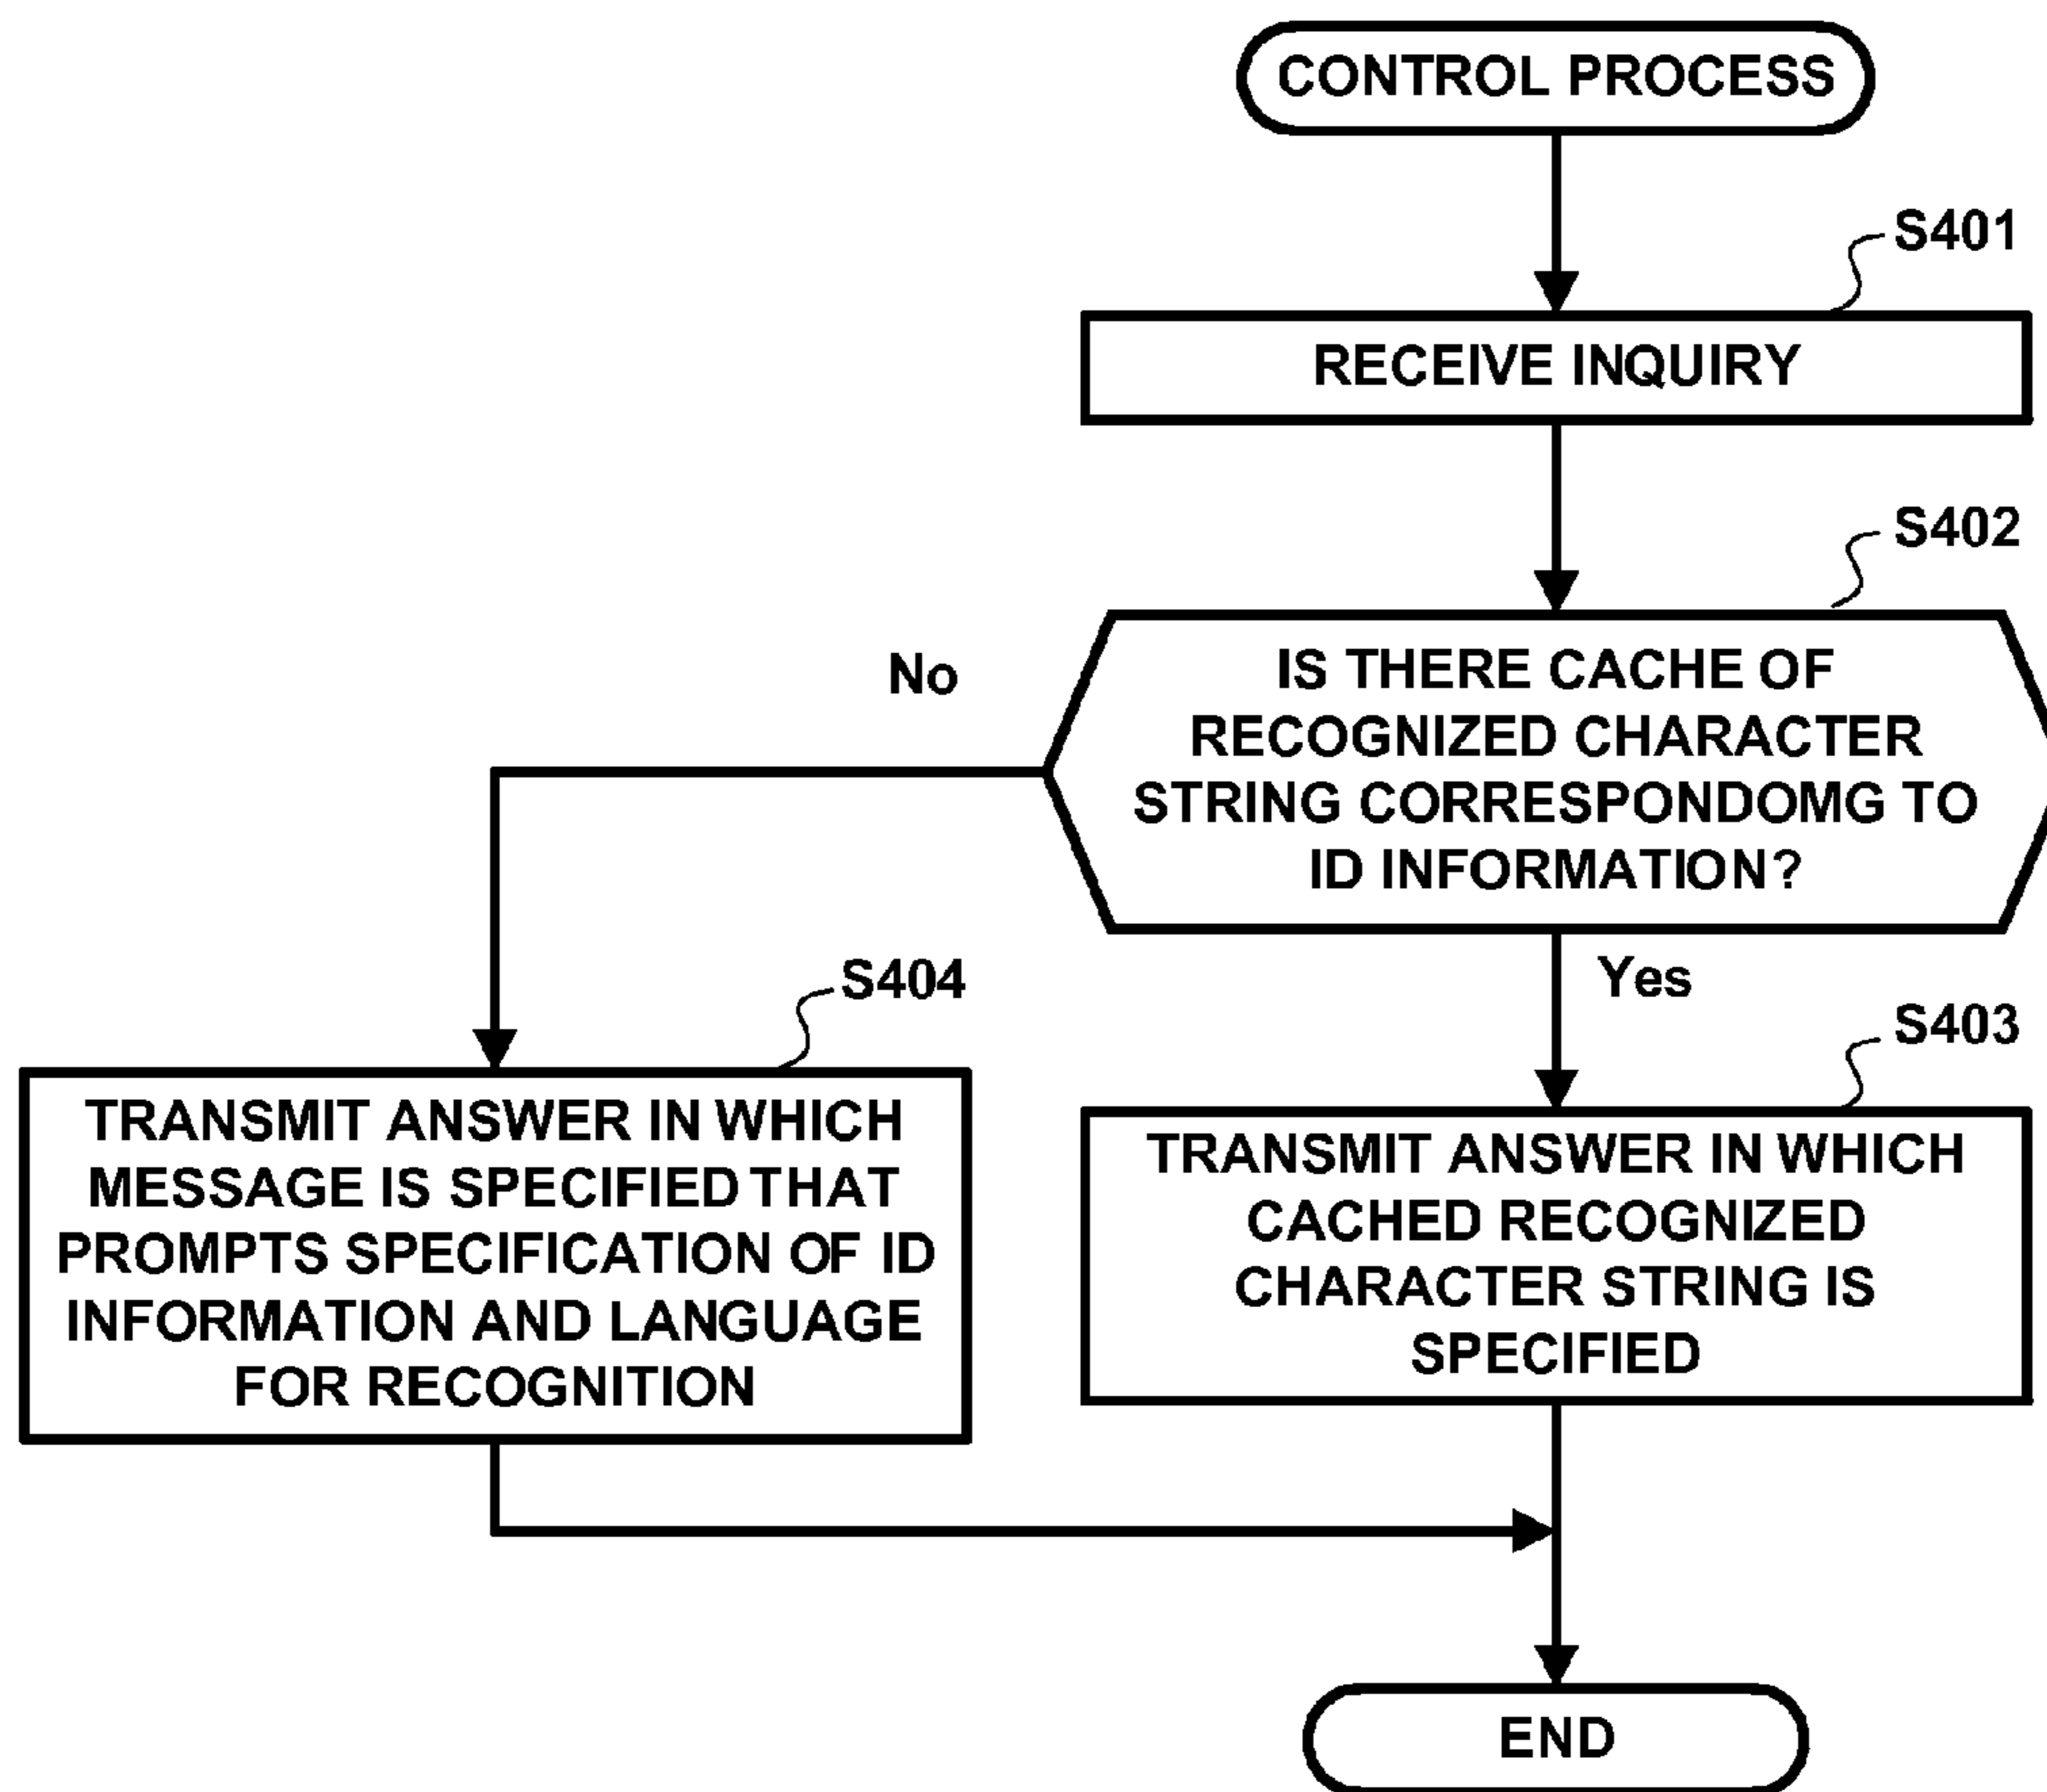 CONTROL PROCESS
S401
RECEIVE INQUIRY
S402
No
IS THERE CACHE OF
RECOGNIZED CHARACTER
STRING CORRESPONDOMG TO
ID INFORMATION?
Yes
S404
S403
TRANSMIT ANSWER IN WHICH
MESSAGE IS SPECIFIED THAT
PROMPTS SPECIFICATION OF ID
INFORMATION AND LANGUAGE
FOR RECOGNITION
TRANSMIT ANSWER IN WHICH
CACHED RECOGNIZED
CHARACTER STRING IS
SPECIFIED
END